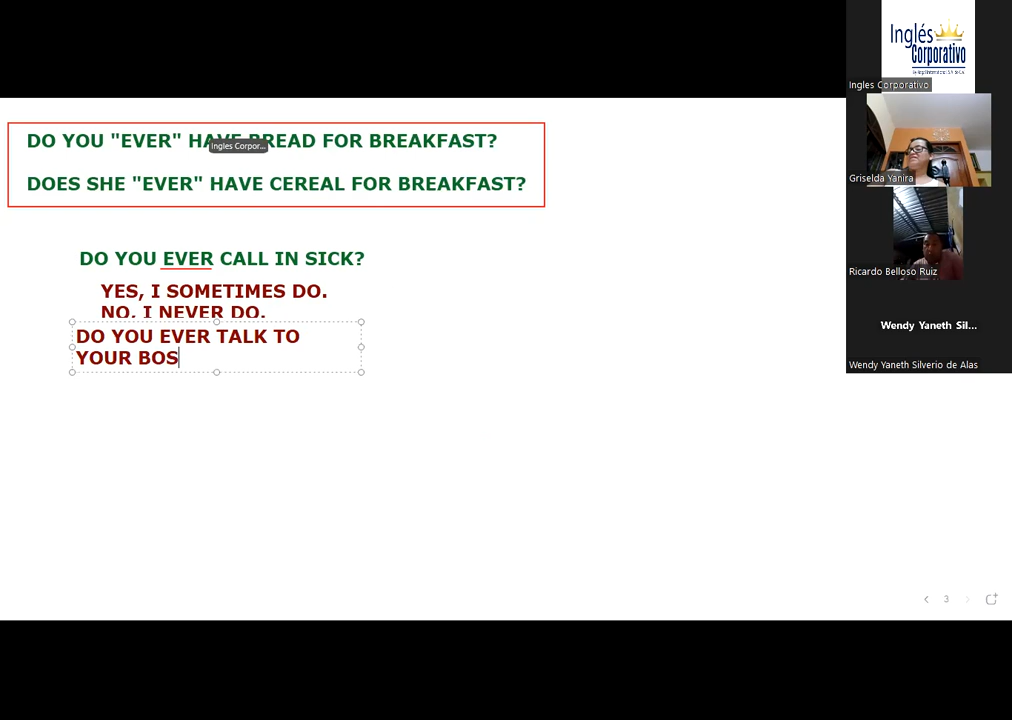 DO YOU "EVER" HAVE BREAD FOR BREAKFAST?
Ingles Corpor...
DOES SHE "EVER" HAVE CEREAL FOR BREAKFAST?
DO YOU EVER CALL IN SICK?
YES, I SOMETIMES DO.
NO, I NEVER DO.
DO YOU EVER TALK TO
YOUR BOS
3
Inglés
Corporativo
Ingles Corporativo
Griselda Yanira
Ricardo Belloso Ruiz
Wendy Yaneth Sil...
Wendy Yaneth Silverio de Alas